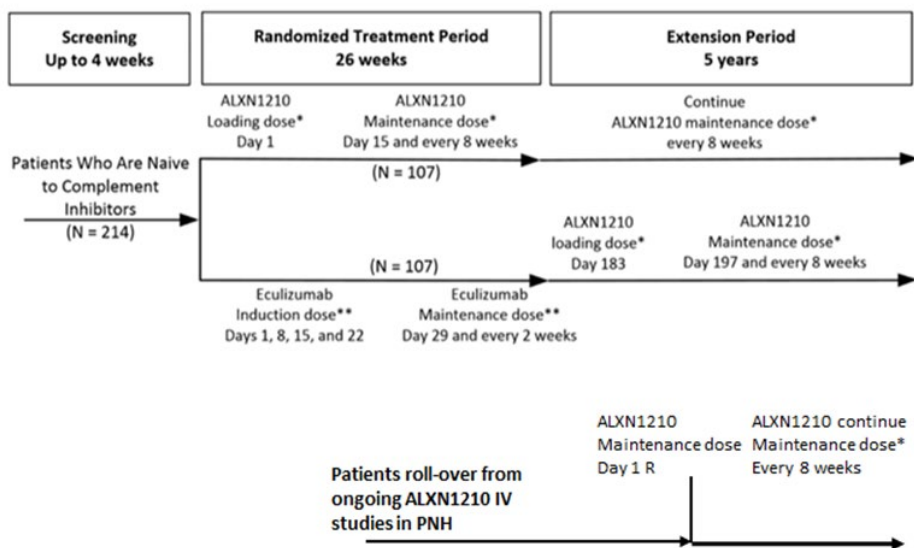 Screening
Up to 4 weeks
Randomized Treatment Period
26 weeks
Extension Period
5 years
ALXN1210
Loading dose*
Day 1
ALXN1210
Maintenance dose*
Day 15 and every 8 weeks
Continue
ALXN1210 maintenance dose*
every 8 weeks
Patients Who Are Naive
to Complement
Inhibitors
(N = 214)
(N = 107)
ALXN1210
loading dose*
Day 183
ALXN1210
Maintenance dose*
Day 197 and every 8 weeks
(N = 107)
Eculizumab
Induction dose**
Days 1, 8, 15, and 22
Eculizumab
Maintenance dose**
Day 29 and every 2 weeks
ALXN1210
Maintenance dose
Day 1 R
ALXN1210 continue
Maintenance dose*
Every 8 weeks
Patients roll-over from
ongoing ALXN1210 IV
studies in PNH